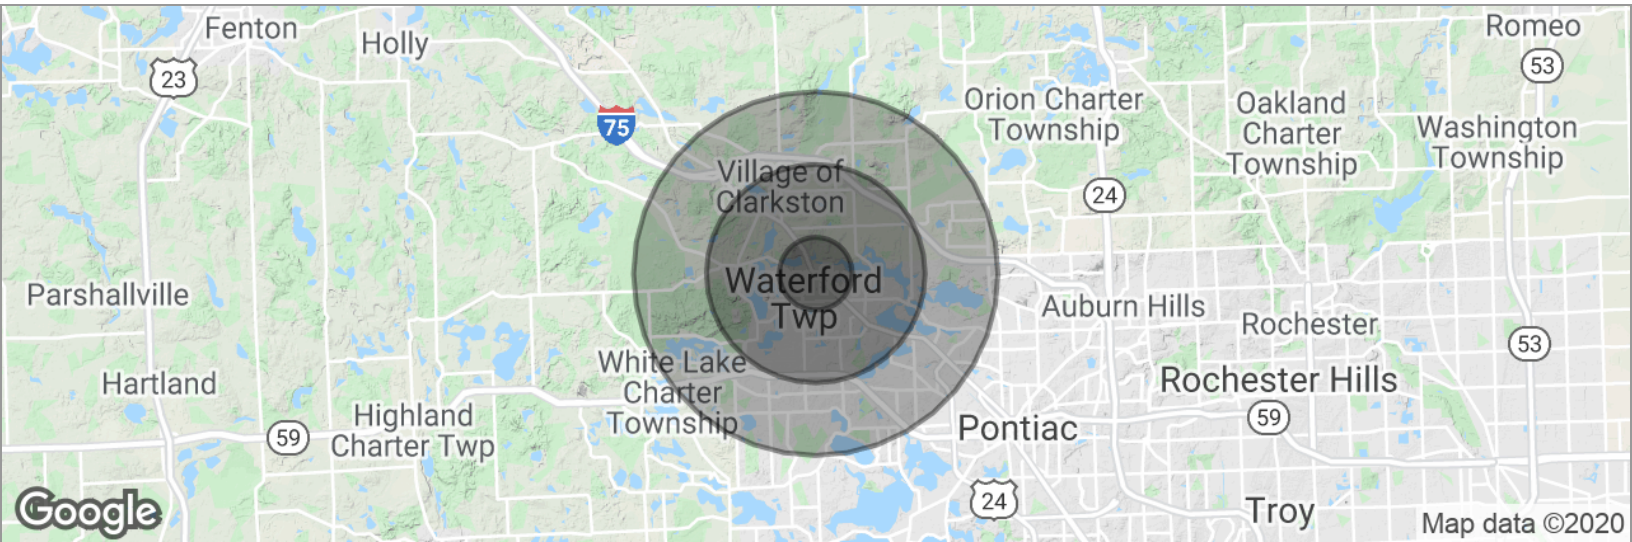 Fenton
Holly
Romeo
23
53
75
Orion Charter
Township
Oakland
Charter
Township
Washington
Township
Village of
Clarkston
24
Waterford
Twp
Parshallville
Auburn Hills
Rochester
53
White Lake
Charter
Township
Hartland
Rochester Hills
Highland
Charter Twp
59
59
Pontiac
24
Troy
Google
Map data ©2020